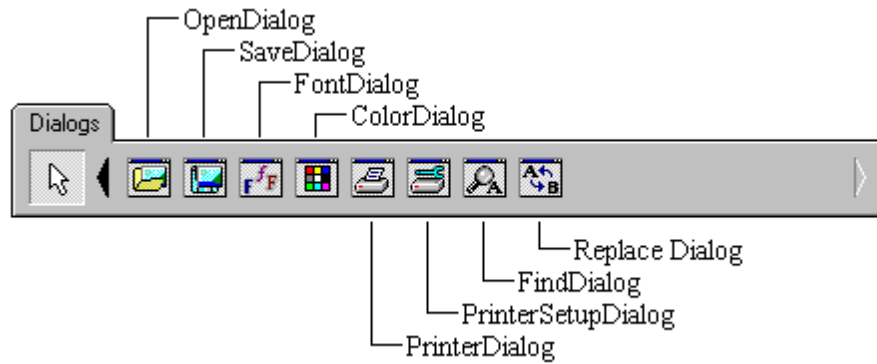 OpenDialog
SaveDialog
FontDialog
ColorDialog
Dialogs
Replace Dialog
FindDialog
PrinterSetupDialog
PrinterDialog